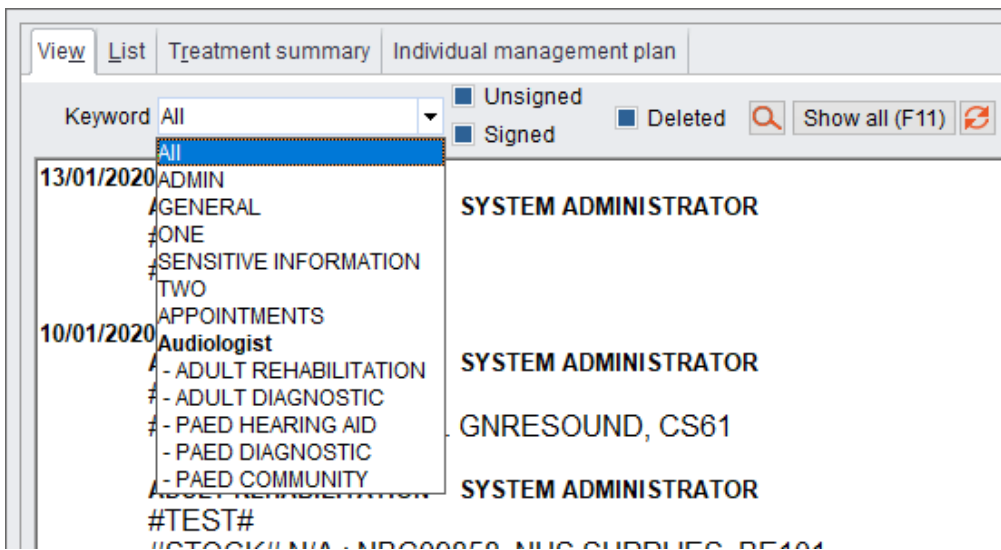 View List Treatment summary Individual management plan
Keyword All Unsigned
Signed
Deleted Show all (F11)
All
13/01/2020
ADMIN
GENERAL SYSTEM ADMINISTRATOR
ONE
SENSITIVE INFORMATION
TWO
APPOINTMENTS
10/01/2020
Audiologist
- ADULT REHABILITATION SYSTEM ADMINISTRATOR
- ADULT DIAGNOSTIC
- PAED HEARING AID GNRESOUND, CS61
- PAED DIAGNOSTIC
- PAED COMMUNITY
ADULT REHABILITATION SYSTEM ADMINISTRATOR
#TEST#